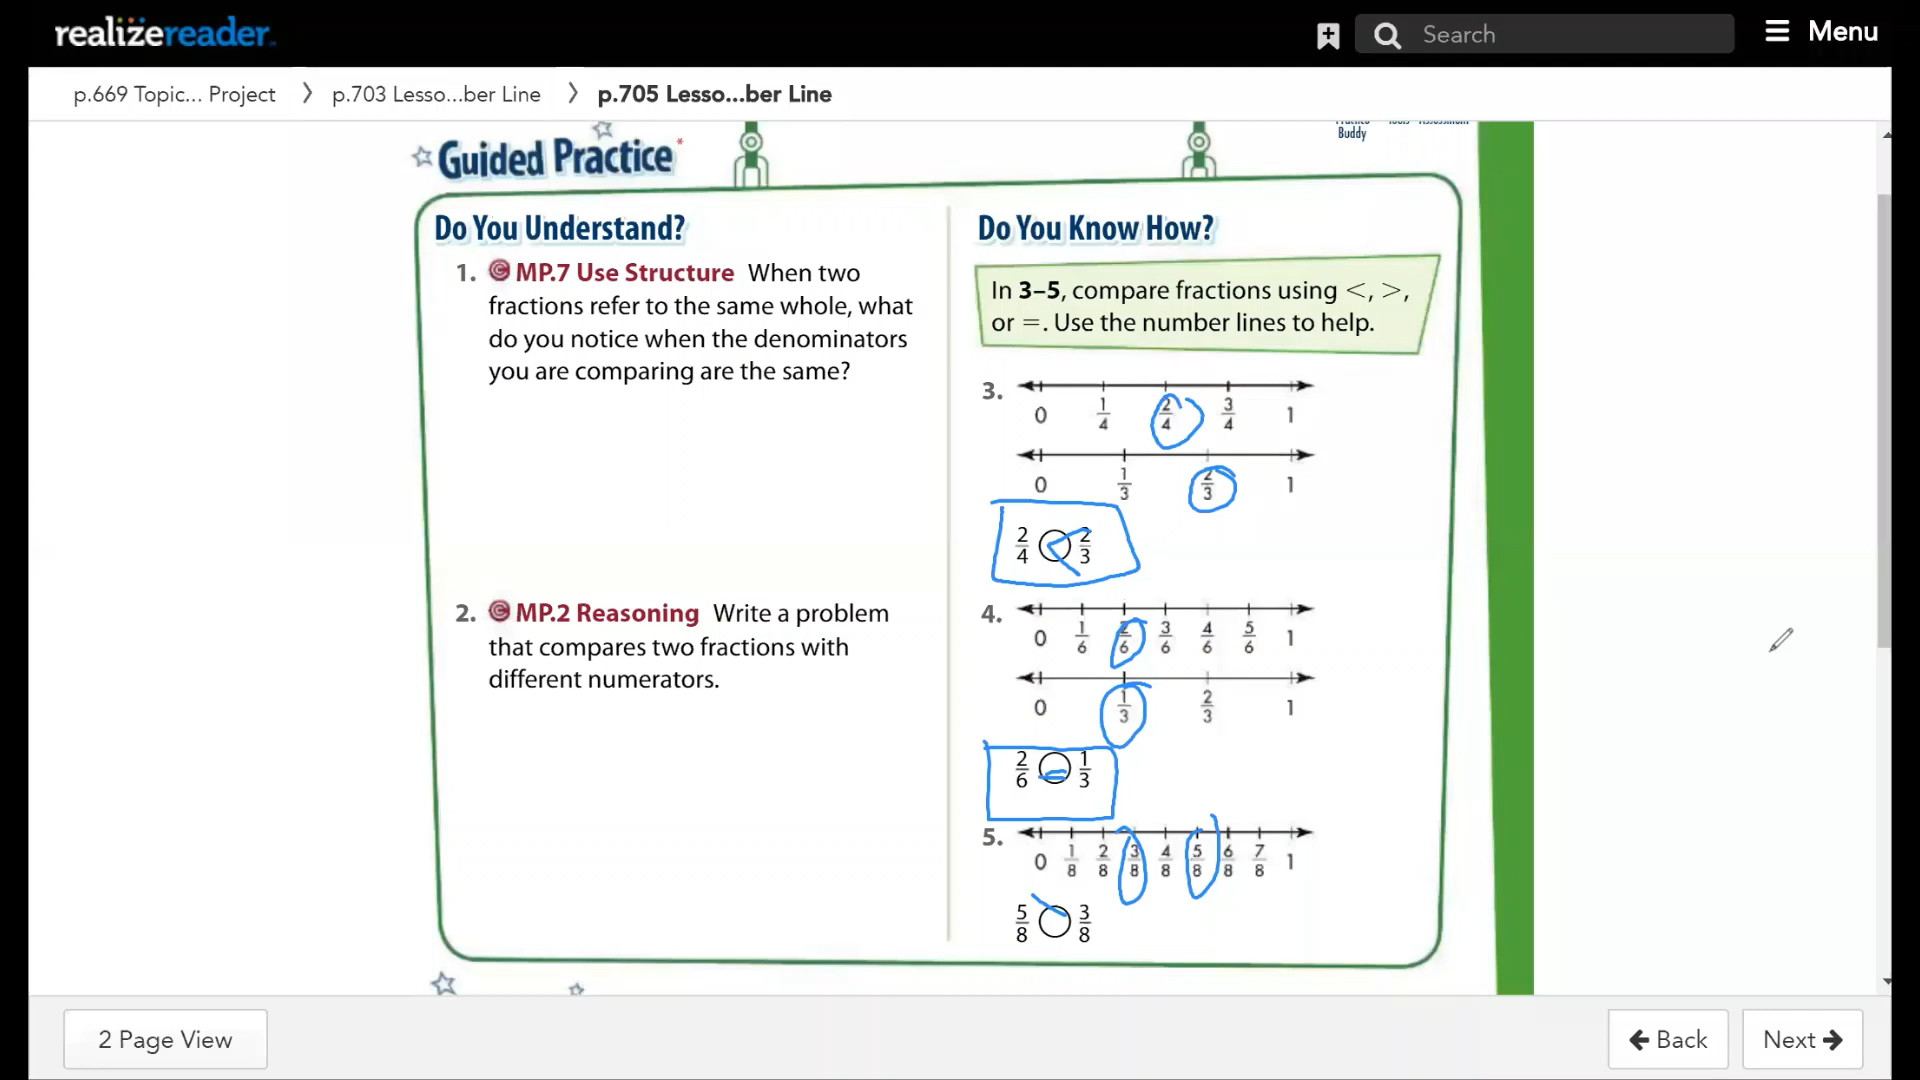 realizereader
Search
Menu
p.669 Topic... Project
p.703 Lesso...ber Line
p.705 Lesso...ber Line
Buddy
Guided Practice*
Do You Understand?
1. MP.7 Use Structure When two
fractions refer to the same whole, what
do you notice when the denominators
you are comparing are the same?
2. MP.2 Reasoning Write a problem
that compares two fractions with
different numerators.
Do You Know How?
In 3–5, compare fractions using <, >,
or =. Use the number lines to help.
3.
0 1/4 2/4 3/4 1
0 1/3 2/3 1
2/4 < 2/3
4.
0 1/6 2/6 3/6 4/6 5/6 1
0 1/3 2/3 1
2/6 = 1/3
5.
0 1/8 2/8 3/8 4/8 5/8 6/8 7/8 1
5/8 3/8
2 Page View
Back
Next